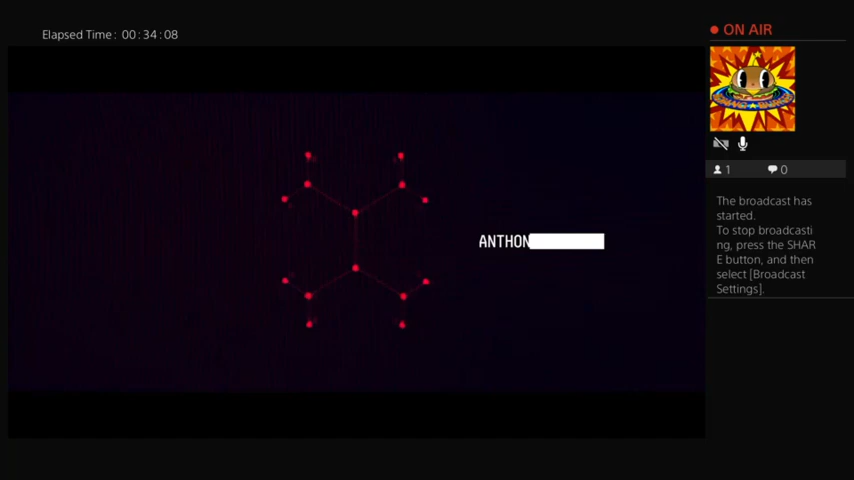 Elapsed Time: 00:34:08
ON AIR
1
0
The broadcast has
started.
To stop broadcasti
ng, press the SHAR
E button, and then
select [Broadcast
Settings].
ANTHON